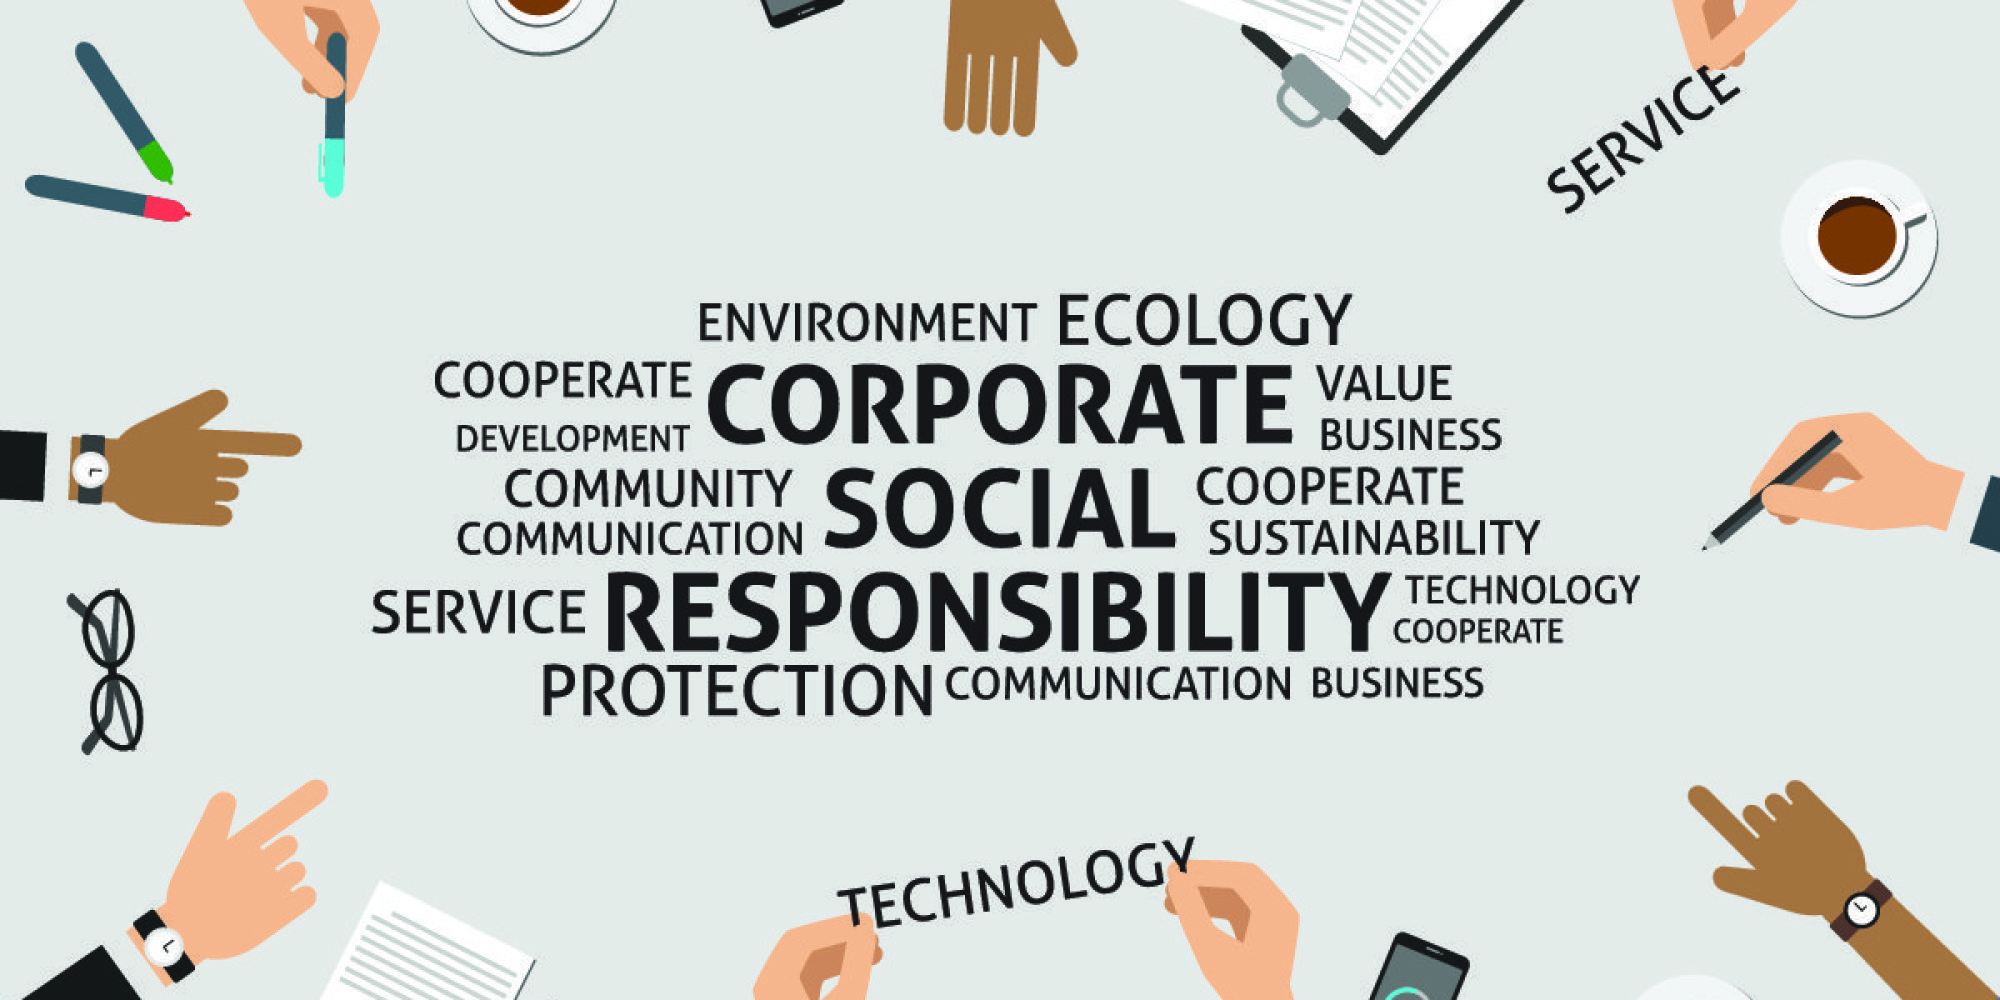 SERVICE
ENVIRONMENT ECOLOGY
COOPERATE CORPORATE VALUE
DEVELOPMENT BUSINESS
COMMUNITY SOCIAL COOPERATE
COMMUNICATION SUSTAINABILITY
SERVICE RESPONSIBILITY TECHNOLOGY
COOPERATE
PROTECTION COMMUNICATION BUSINESS
TECHNOLOGY